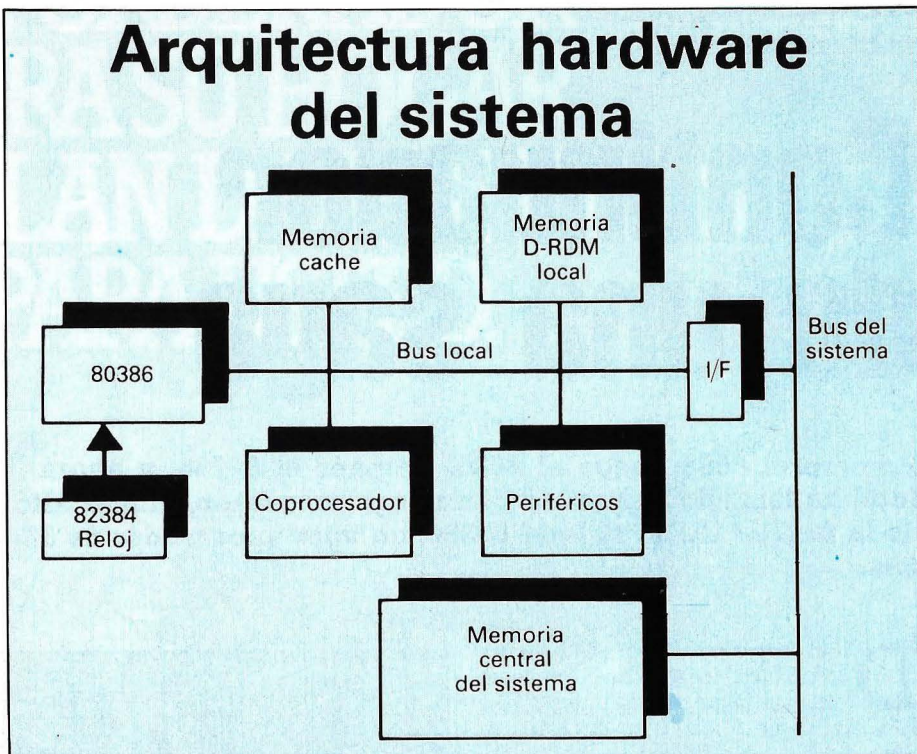 Arquitectura hardware
del sistema
Memoria
cache
Memoria
D-RDM
local
Bus del
sistema
Bus local
80386
I/F
82384
Reloj
Coprocesador
Periféricos
Memoria
central
del sistema